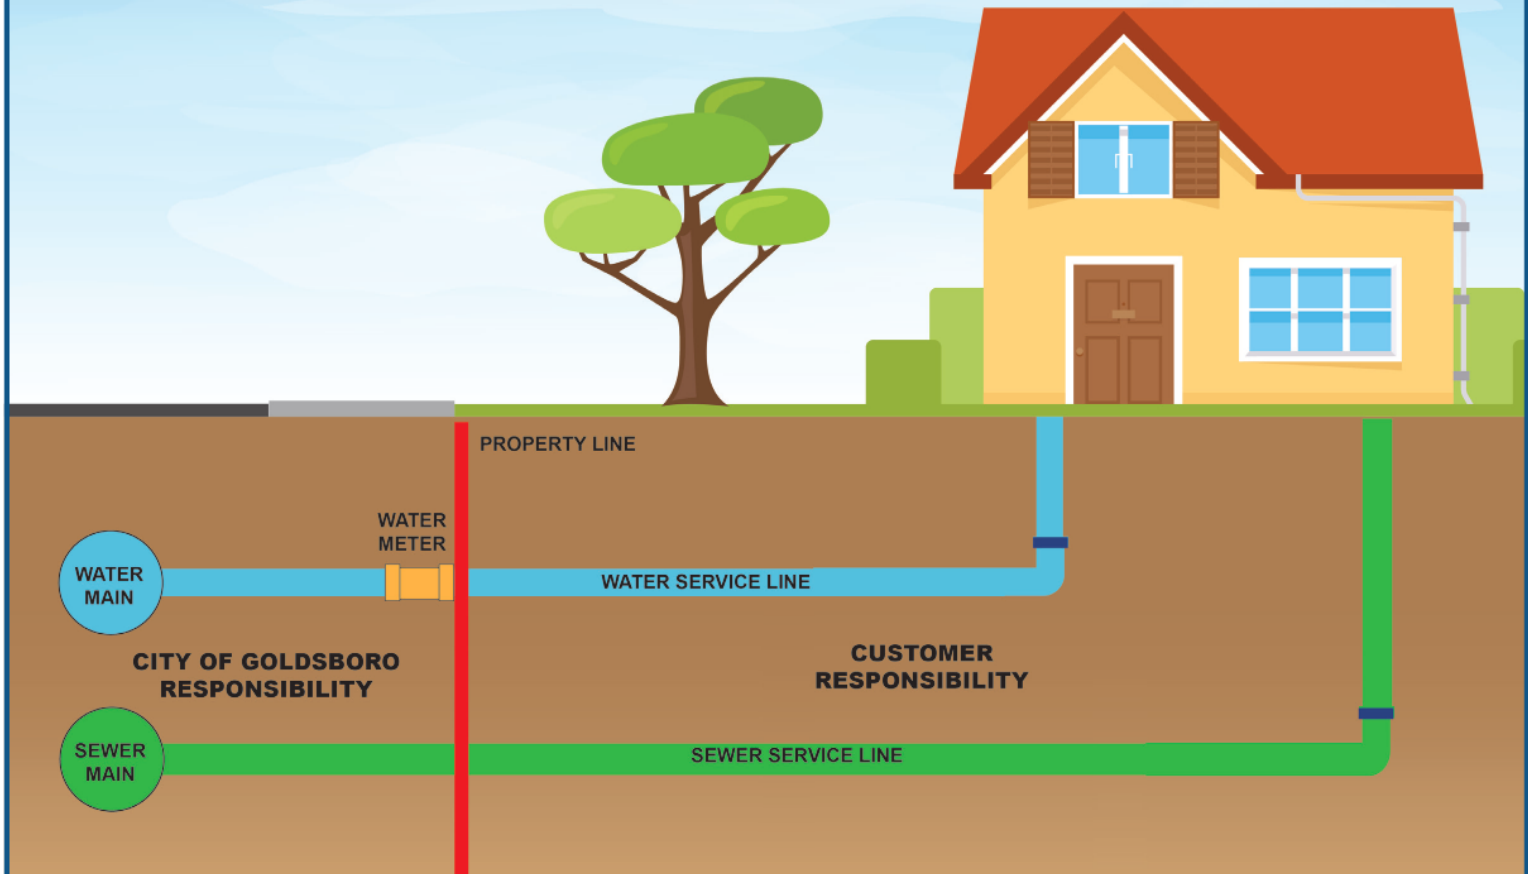 PROPERTY LINE
WATER
METER
WATER
MAIN
WATER SERVICE LINE
CITY OF GOLDSBORO
RESPONSIBILITY
CUSTOMER
RESPONSIBILITY
SEWER
MAIN
SEWER SERVICE LINE